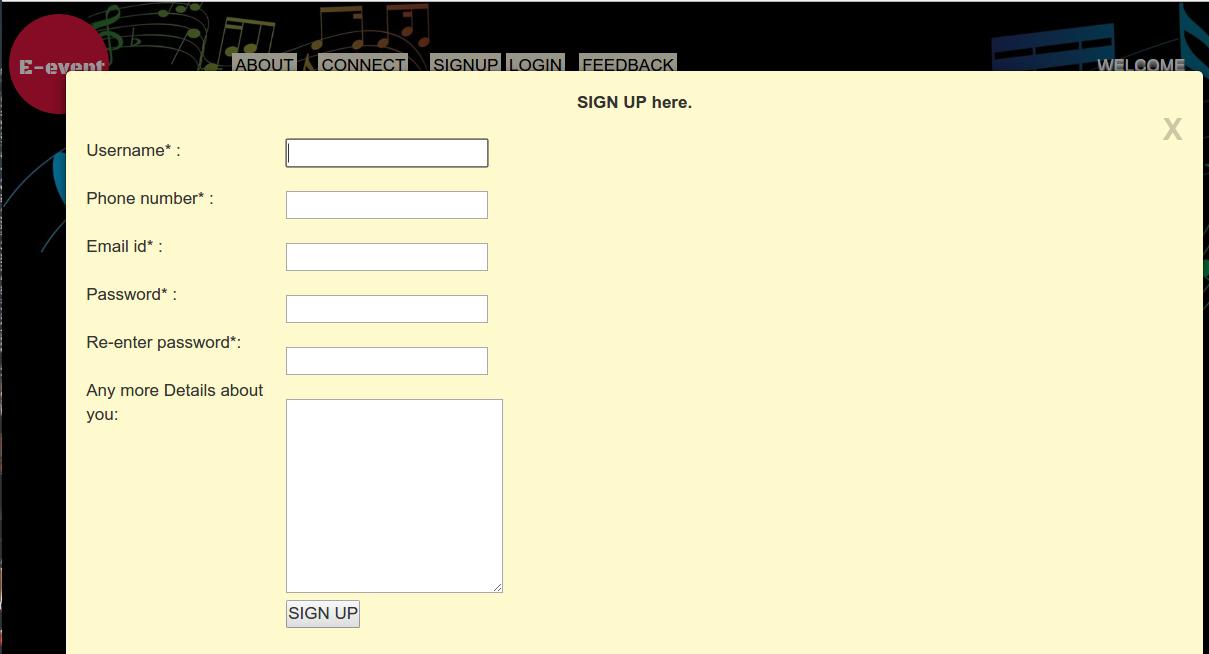 E-event
ABOUT CONNECT SIGNUP LOGIN FEEDBACK
WELCOME
SIGN UP here.
X
Username* :
Phone number* :
Email id* :
Password* :
Re-enter password*:
Any more Details about
you:
SIGN UP